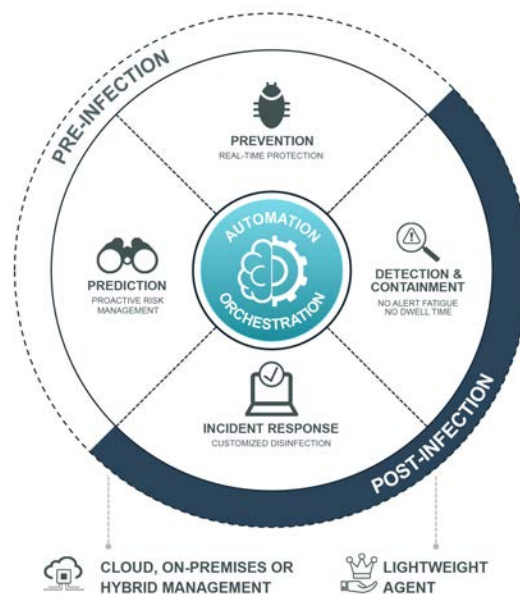 PRE-INFECTION
PREVENTION
REAL-TIME PROTECTION
AUTOMATION
ORCHESTRATION
PREDICTION
PROACTIVE RISK
MANAGEMENT
DETECTION &
CONTAINMENT
NO ALERT FATIGUE
NO DWELL TIME
INCIDENT RESPONSE
CUSTOMIZED DISINFECTION
POST-INFECTION
CLOUD, ON-PREMISES OR
HYBRID MANAGEMENT
LIGHTWEIGHT
AGENT